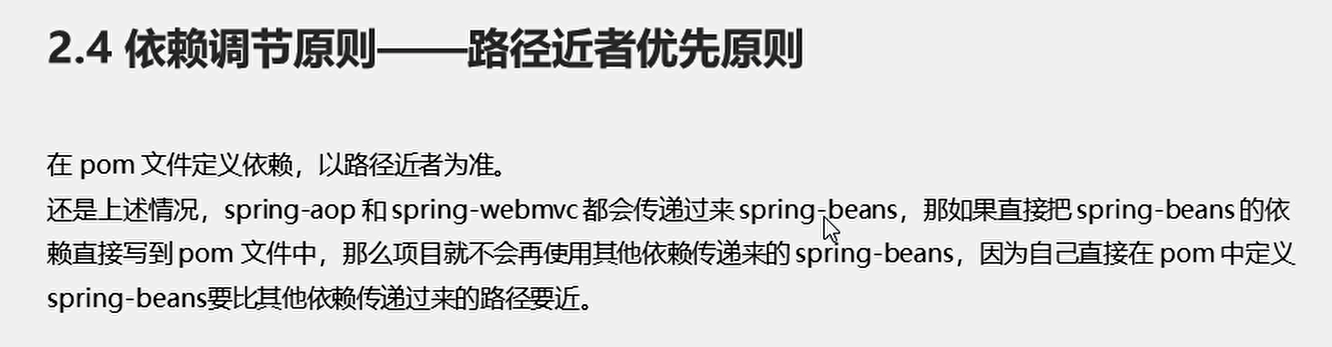 2.4 依赖调节原则——路径近者优先原则
在 pom 文件定义依赖，以路径近者为准。
还是上述情况，spring-aop 和 spring-webmvc 都会传递过来 spring-beans，那如果直接把 spring-beans 的依
赖直接写到 pom 文件中，那么项目就不会再使用其他依赖传递来的 spring-beans，因为自己直接在 pom 中定义
spring-beans要比其他依赖传递过来的路径要近。